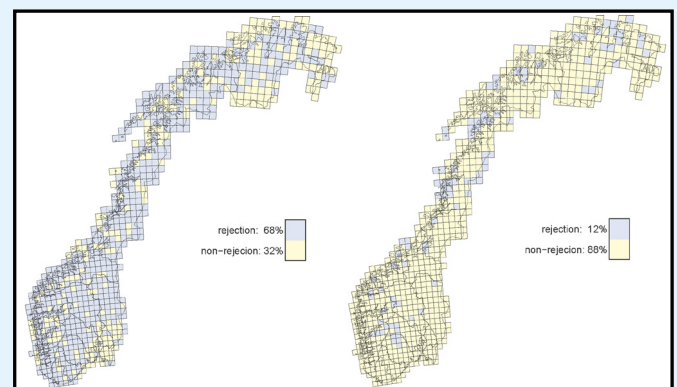 rejection: 68%
non-rejecion: 32%
rejection: 12%
non-rejecion: 88%